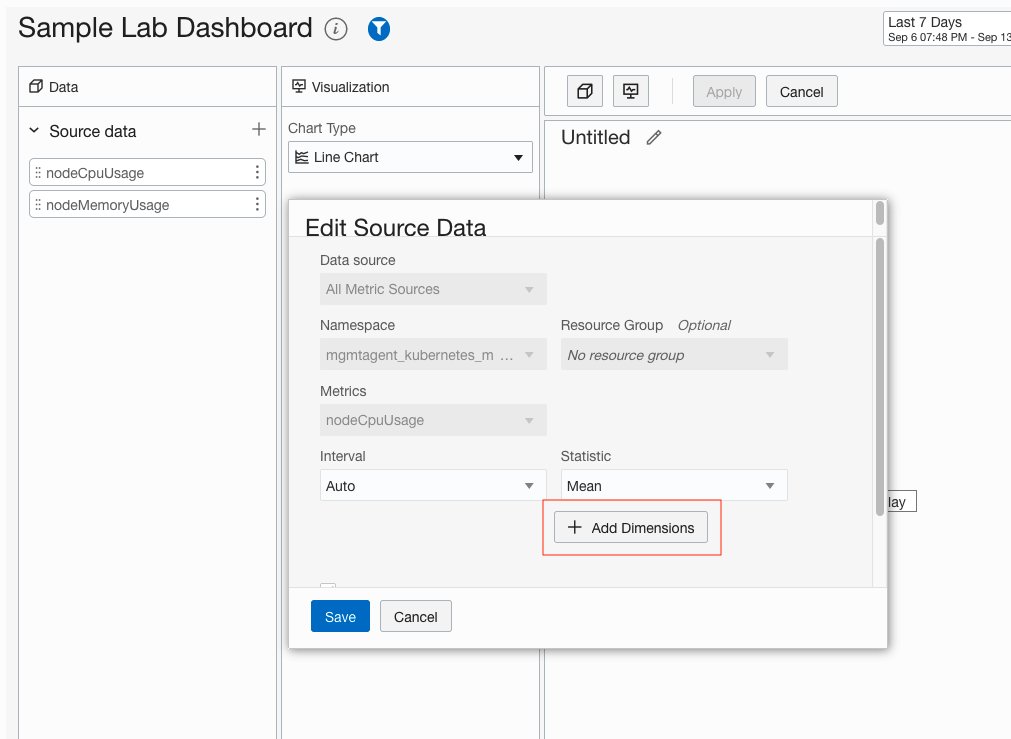 Sample Lab Dashboard
Last 7 Days
Sep 6 07:48 PM - Sep 13
Data
Source data
nodeCpuUsage
nodeMemoryUsage
Visualization
Chart Type
Line Chart
Apply
Cancel
Untitled
Edit Source Data
Data source
All Metric Sources
Namespace
Resource Group Optional
mgmtagent_kubernetes_m ...
No resource group
Metrics
nodeCpuUsage
Interval
Statistic
Auto
Mean
Add Dimensions
lay
Save
Cancel